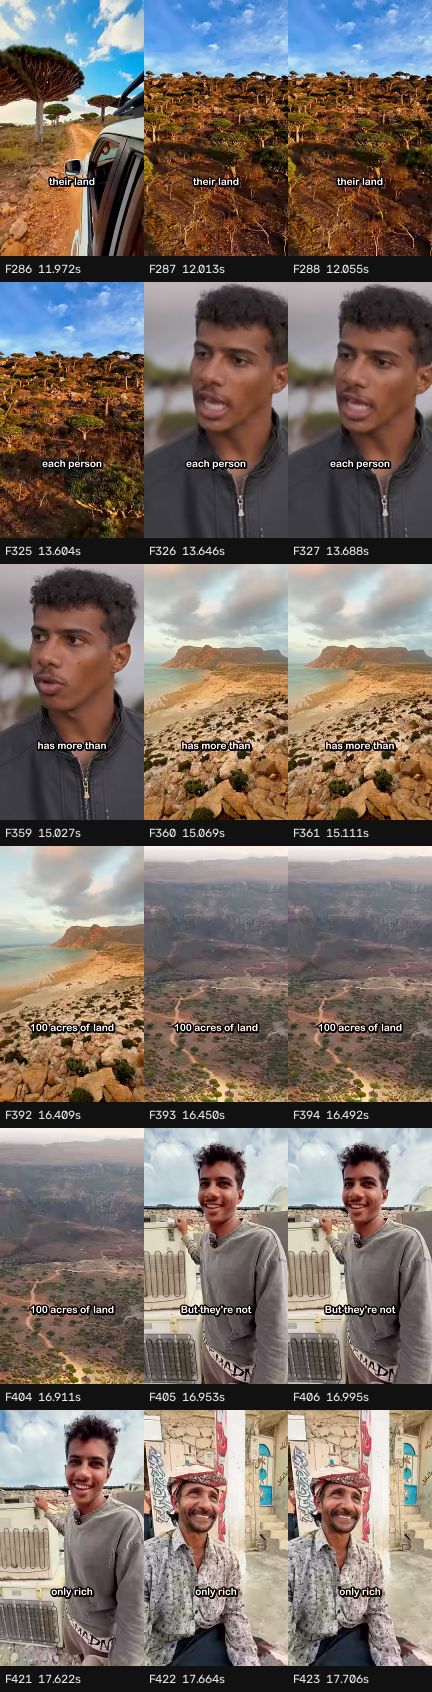 their land
their land
their land
F286 11.972s
F287 12.013s
F288 12.055s
each person
each person
each person
F325 13.604s
F326 13.646s
F327 13.688s
has more than
has more than
has more than
F359 15.027s
F360 15.069s
F361 15.111s
100 acres of land
100 acres of land
100 acres of land
F392 16.409s
F393 16.450s
F394 16.492s
100 acres of land
But they're not
But they're not
F404 16.911s
F405 16.953s
F406 16.995s
only rich
only rich
only rich
F421 17.622s
F422 17.664s
F423 17.706s